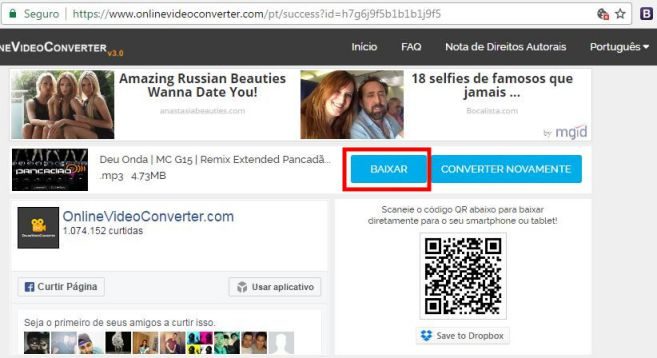 Seguro | https://www.onlinevideoconverter.com/pt/success?id=h7g6j9f5b1b1b1j9f5
NEVIDEOCONVERTER v3.0
Início FAQ Nota de Direitos Autorais Português
Amazing Russian Beauties
Wanna Date You!
anastasiabeauties.com
18 selfies de famosos que
jamais ...
Bocalista.com
by mgid
PANCADÃO
Deu Onda | MC G15 | Remix Extended Pancadã...
.mp3 4.73MB
BAIXAR
CONVERTER NOVAMENTE
OnlineVideoConverter.com
1.074.152 curtidas
Curtir Página
Usar aplicativo
Seja o primeiro de seus amigos a curtir isso.
Scaneie o código QR abaixo para baixar
diretamente para o seu smartphone ou tablet!
Save to Dropbox